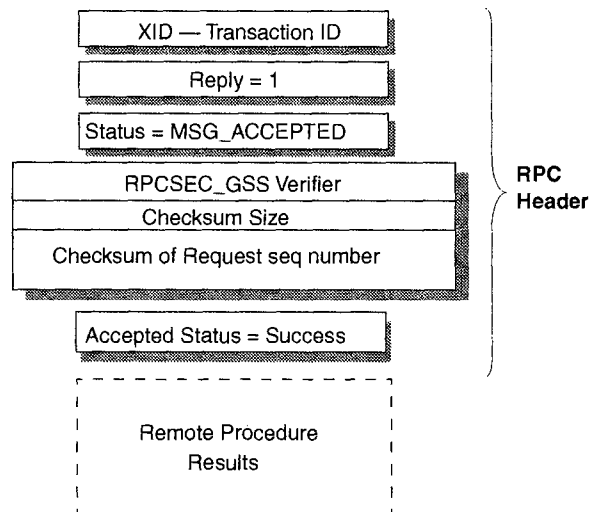 XID — Transaction ID
Reply = 1
Status = MSG_ACCEPTED
RPCSEC_GSS Verifier
Checksum Size
Checksum of Request seq number
Accepted Status = Success
RPC
Header
Remote Procedure
Results